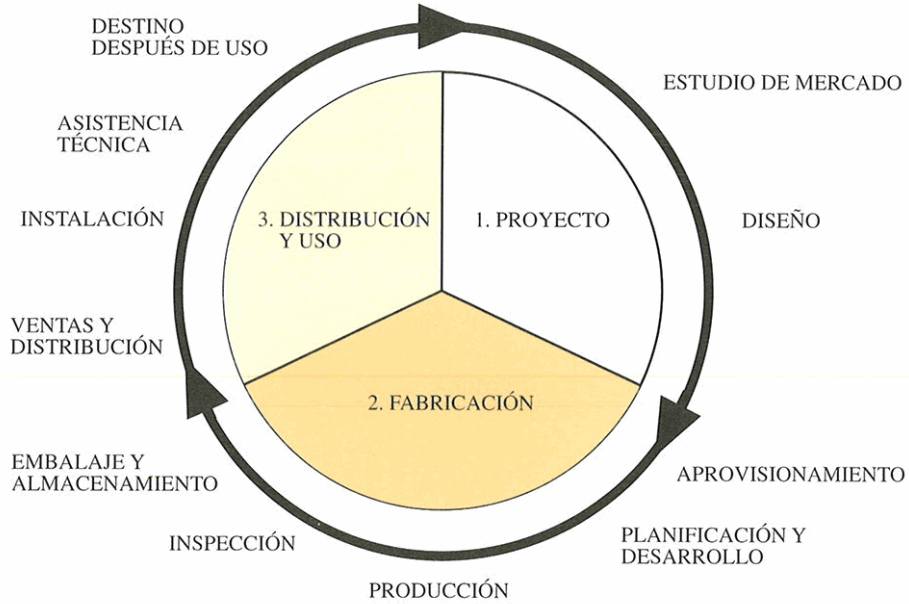 DESTINO
DESPUÉS DE USO
ESTUDIO DE MERCADO
ASISTENCIA
TÉCNICA
INSTALACIÓN
3. DISTRIBUCIÓN
Y USO
1. PROYECTO
DISEÑO
VENTAS Y
DISTRIBUCIÓN
2. FABRICACIÓN
EMBALAJE Y
ALMACENAMIENTO
APROVISIONAMIENTO
INSPECCIÓN
PLANIFICACIÓN Y
DESARROLLO
PRODUCCIÓN